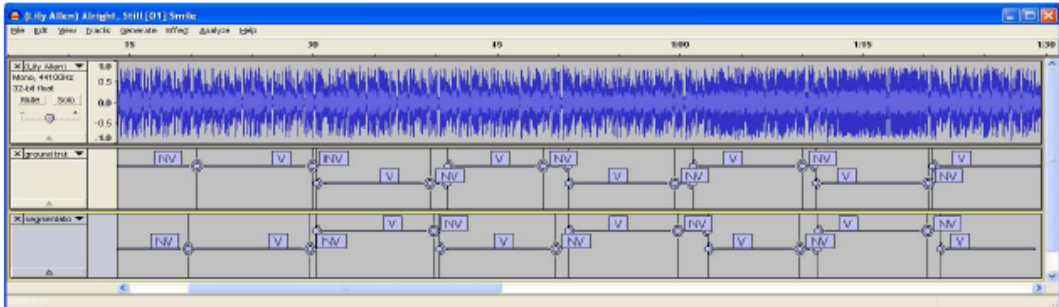 (Lily Allen) Alright, Still [01] Smile
File Edit View Tracks Generate Effect Analyze Help
15 30 45 1:00 1:15 1:30
(Lily Allen)
Mono, 44100Hz
32-bit float
Mute Solo
- +
1.0
0.5
0.0
-0.5
-1.0
ground trut
NV V NV V NV V V NV
V NV V NV V NV
segmentatio
V NV V NV V NV
NV V NV V NV V NV V